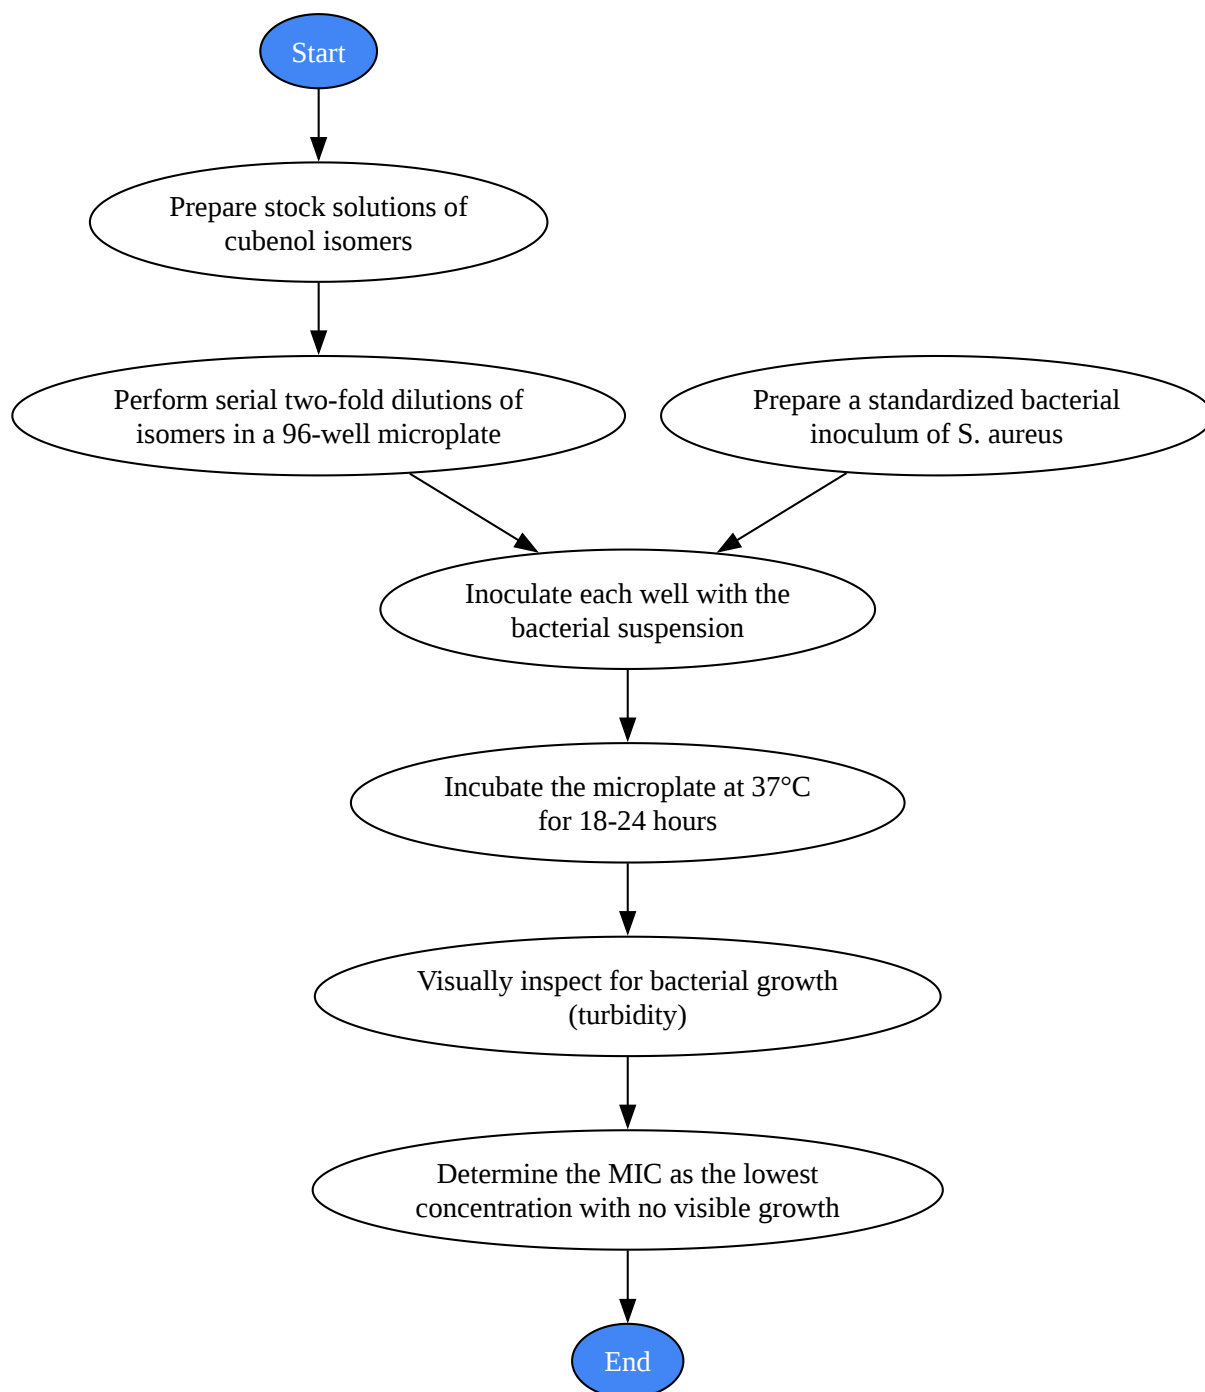 Start
Prepare stock solutions of
cubenol isomers
Perform serial two-fold dilutions of
isomers in a 96-well microplate
Prepare a standardized bacterial
inoculum of S. aureus
Inoculate each well with the
bacterial suspension
Incubate the microplate at 37°C
for 18-24 hours
Visually inspect for bacterial growth
(turbidity)
Determine the MIC as the lowest
concentration with no visible growth
End